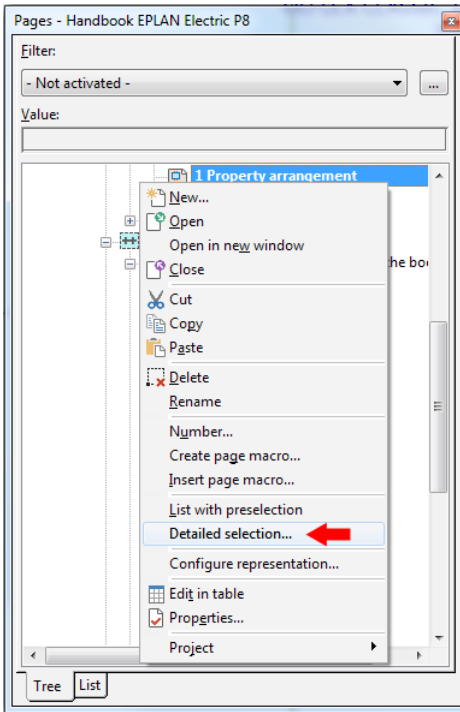 Pages - Handbook EPLAN Electric P8
Filter:
- Not activated -
...
Value:
1 Property arrangement
New...
Open
Open in new window
the bo
Close
Cut
Copy
Paste
Delete
Rename
Number...
Create page macro...
Insert page macro...
List with preselection
Detailed selection...
Configure representation...
Edit in table
Properties...
Project
Tree
List